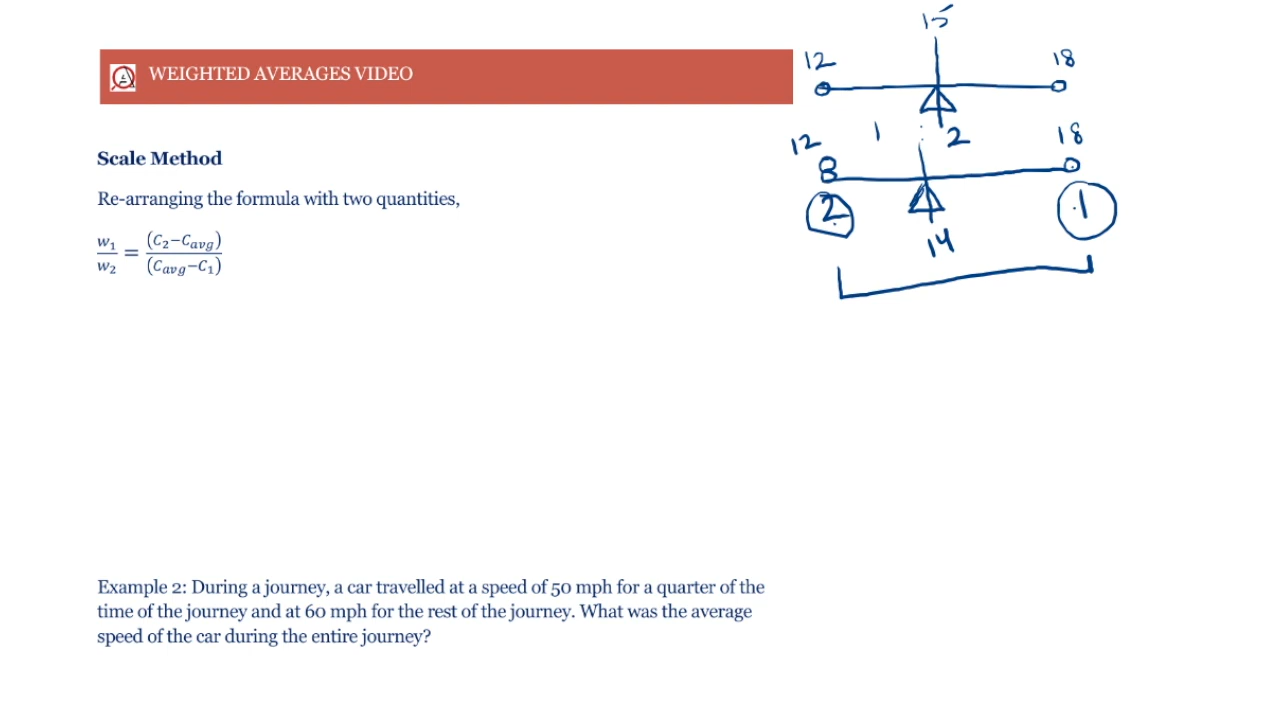 WEIGHTED AVERAGES VIDEO
15
12 18
Scale Method
Re-arranging the formula with two quantities,
w₁/w₂ = (C₂−Cavg)/(Cavg−C₁)
12 1 2 18
8
2 1
14
Example 2: During a journey, a car travelled at a speed of 50 mph for a quarter of the
time of the journey and at 60 mph for the rest of the journey. What was the average
speed of the car during the entire journey?